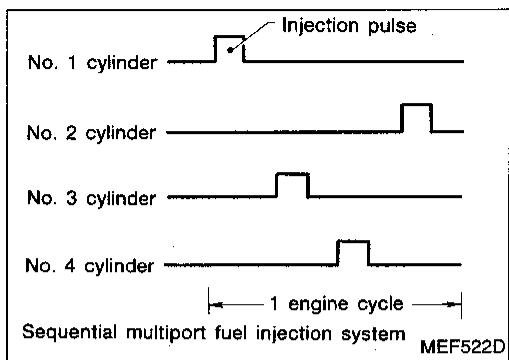 Injection pulse
No. 1 cylinder
No. 2 cylinder
No. 3 cylinder
No. 4 cylinder
1 engine cycle
Sequential multiport fuel injection system
MEF522D